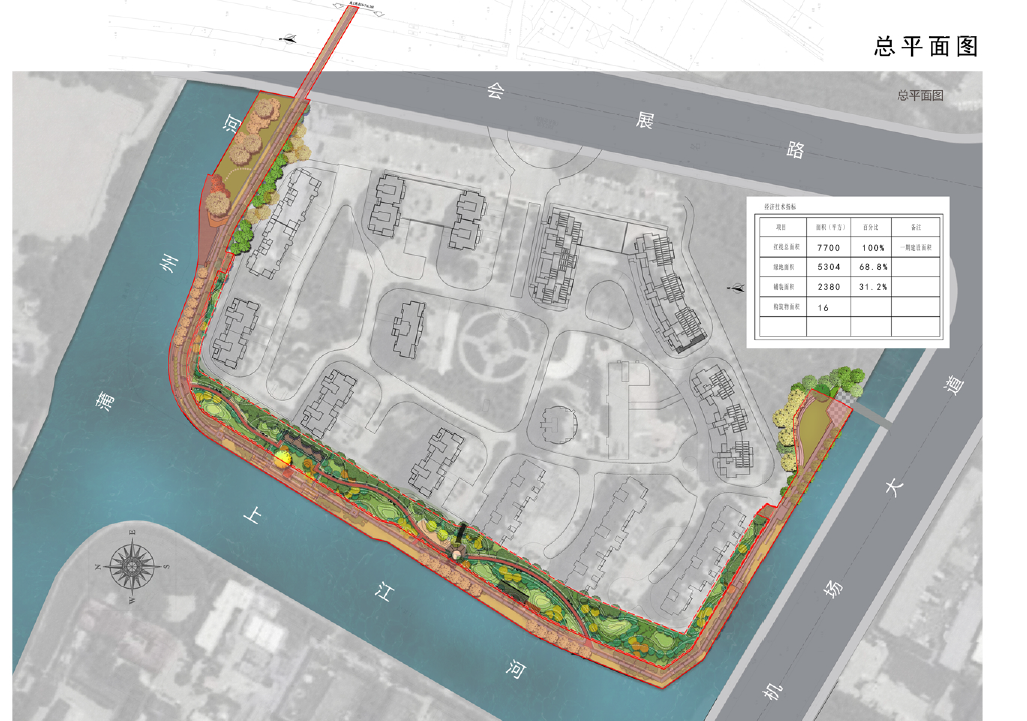 总平面图
总平面图
会展路
蒲州河
上江河
机场大道
经济技术指标
项目 面积（平方） 百分比 备注
红线总面积 7700 100% 一期建设面积
绿地面积 5304 68.8%
铺装面积 2380 31.2%
构筑物面积 16
E
N S
W